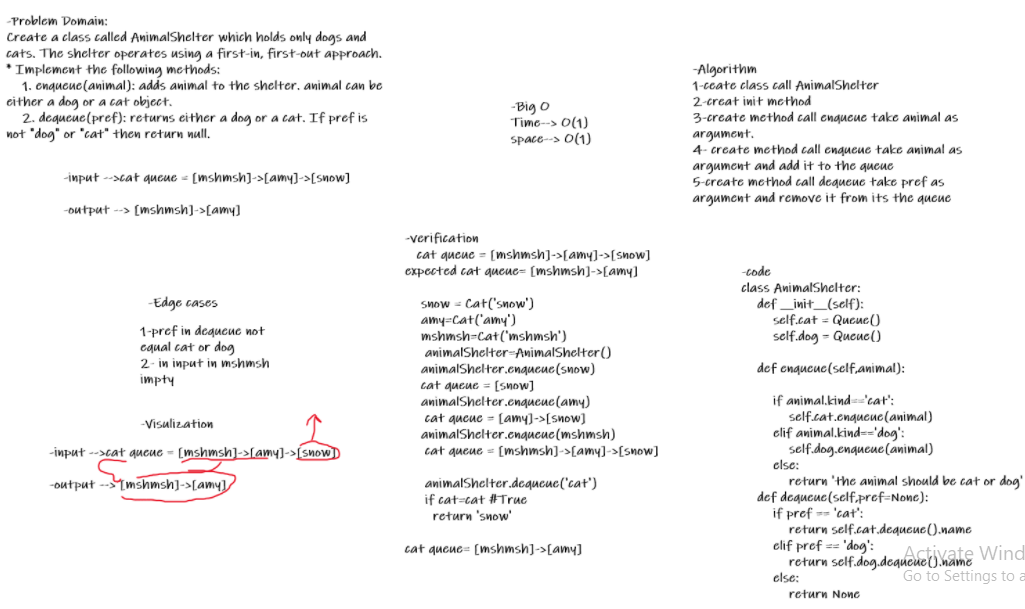 -Problem Domain:
Create a class called AnimalShelter which holds only dogs and
cats. The shelter operates using a first-in, first-out approach.
* Implement the following methods:
1. enqueue(animal): adds animal to the shelter. animal can be
either a dog or a cat object.
2. dequeue(pref): returns either a dog or a cat. If pref is
not "dog" or "cat" then return null.
-input -->cat queue = [mshmsh]->[amy]->[snow]
-output --> [mshmsh]->[amy]
-Edge cases
1-pref in dequeue not
equal cat or dog
2- in input in mshmsh
impty
-Visulization
-input -->cat queue = [mshmsh]->[amy]->[snow]
-output --> [mshmsh]->[amy]
-Big O
Time--> O(1)
space--> O(1)
-verification
cat queue = [mshmsh]->[amy]->[snow]
expected cat queue= [mshmsh]->[amy]
snow = Cat('snow')
amy=Cat('amy')
mshmsh=Cat('mshmsh')
animalShelter=AnimalShelter()
animalShelter.enqueue(snow)
cat queue = [snow]
animalShelter.enqueue(amy)
cat queue = [amy]->[snow]
animalShelter.enqueue(mshmsh)
cat queue = [mshmsh]->[amy]->[snow]
animalShelter.dequeue('cat')
if cat=cat #True
return 'snow'
cat queue= [mshmsh]->[amy]
-Algorithm
1-ceate class call AnimalShelter
2-creat init method
3-create method call enqueue take animal as
argument.
4- create method call enqueue take animal as
argument and add it to the queue
5-create method call dequeue take pref as
argument and remove it from its the queue
-code
class AnimalShelter:
def __init__(self):
self.cat = Queue()
self.dog = Queue()
def enqueue(self,animal):
if animal.kind=='cat':
self.cat.enqueue(animal)
elif animal.kind=='dog':
self.dog.enqueue(animal)
else:
return 'the animal should be cat or dog'
def dequeue(self,pref=None):
if pref == 'cat':
return self.cat.dequeue().name
elif pref == 'dog':
return self.dog.dequeue().name
else:
return None
Activate Wind
Go to Settings to a